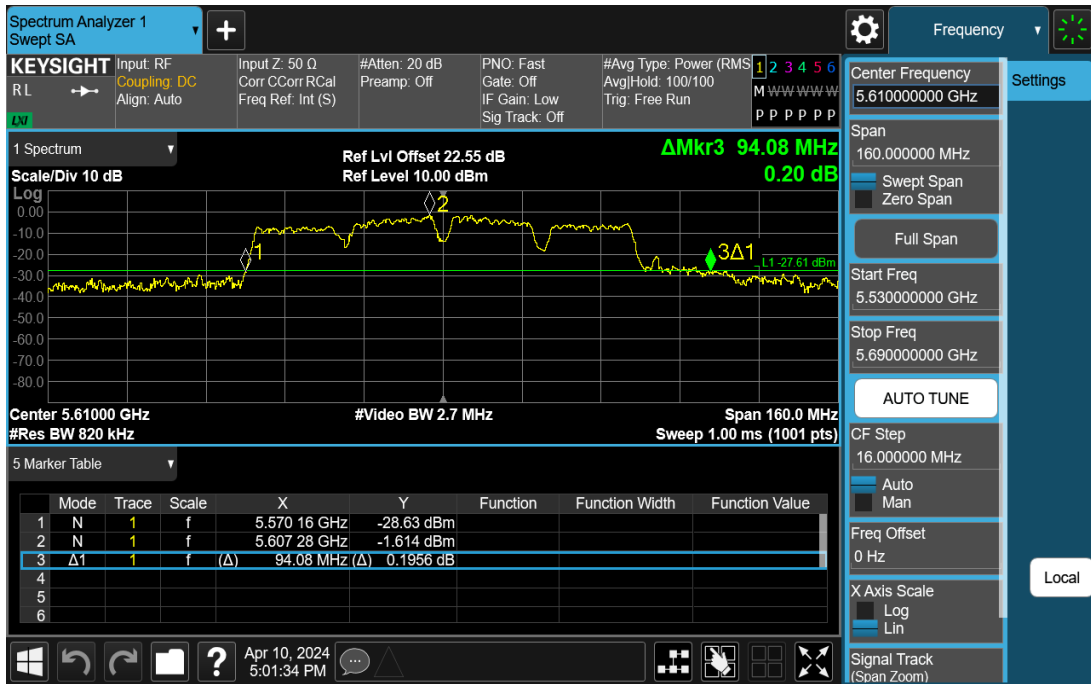 Spectrum Analyzer 1
Swept SA
+
Frequency
KEYSIGHT
RL
LXI
Input: RF
Coupling: DC
Align: Auto
Input Z: 50 Ω
Corr CCorr RCal
Freq Ref: Int (S)
#Atten: 20 dB
Preamp: Off
PNO: Fast
Gate: Off
IF Gain: Low
Sig Track: Off
#Avg Type: Power (RMS
Avg|Hold: 100/100
Trig: Free Run
1 2 3 4 5 6
M W W W W W
P P P P P P
1 Spectrum
Scale/Div 10 dB
Ref Lvl Offset 22.55 dB
Ref Level 10.00 dBm
ΔMkr3 94.08 MHz
0.20 dB
Log
0.00
-10.0
-20.0
-30.0
-40.0
-50.0
-60.0
-70.0
-80.0
1
2
3Δ1
L1 -27.61 dBm
Center 5.61000 GHz
#Res BW 820 kHz
#Video BW 2.7 MHz
Span 160.0 MHz
Sweep 1.00 ms (1001 pts)
5 Marker Table
Mode Trace Scale X Y Function Function Width Function Value
1 N 1 f 5.570 16 GHz -28.63 dBm
2 N 1 f 5.607 28 GHz -1.614 dBm
3 Δ1 1 f (Δ) 94.08 MHz (Δ) 0.1956 dB
4
5
6
?
Apr 10, 2024
5:01:34 PM
Center Frequency
5.610000000 GHz
Span
160.000000 MHz
Swept Span
Zero Span
Full Span
Start Freq
5.530000000 GHz
Stop Freq
5.690000000 GHz
AUTO TUNE
CF Step
16.000000 MHz
Auto
Man
Freq Offset
0 Hz
X Axis Scale
Log
Lin
Signal Track
(Span Zoom)
Settings
Local